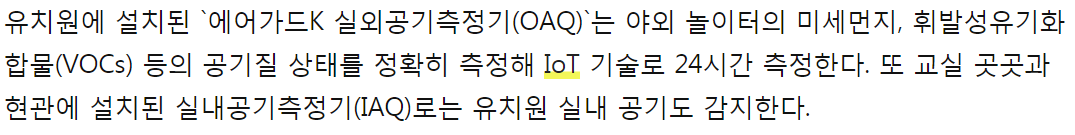 유치원에 설치된 `에어가드K 실외공기측정기(OAQ)`는 야외 놀이터의 미세먼지, 휘발성유기화
합물(VOCs) 등의 공기질 상태를 정확히 측정해 IoT 기술로 24시간 측정한다. 또 교실 곳곳과
현관에 설치된 실내공기측정기(IAQ)로는 유치원 실내 공기도 감지한다.